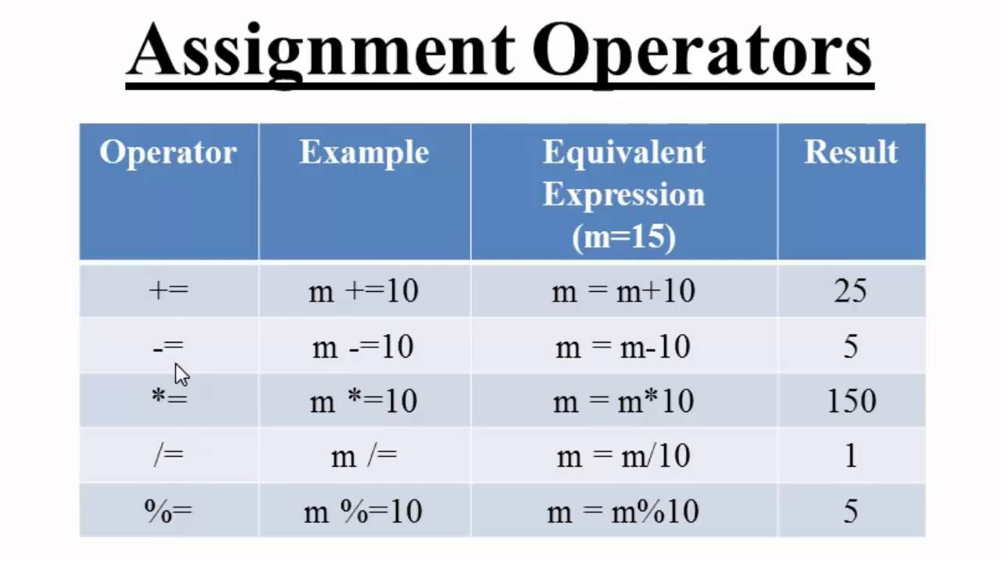 Assignment Operators
Operator Example Equivalent Expression (m=15) Result
+= m +=10 m = m+10 25
-= m -=10 m = m-10 5
*= m *=10 m = m*10 150
/= m /= m = m/10 1
%= m %=10 m = m%10 5